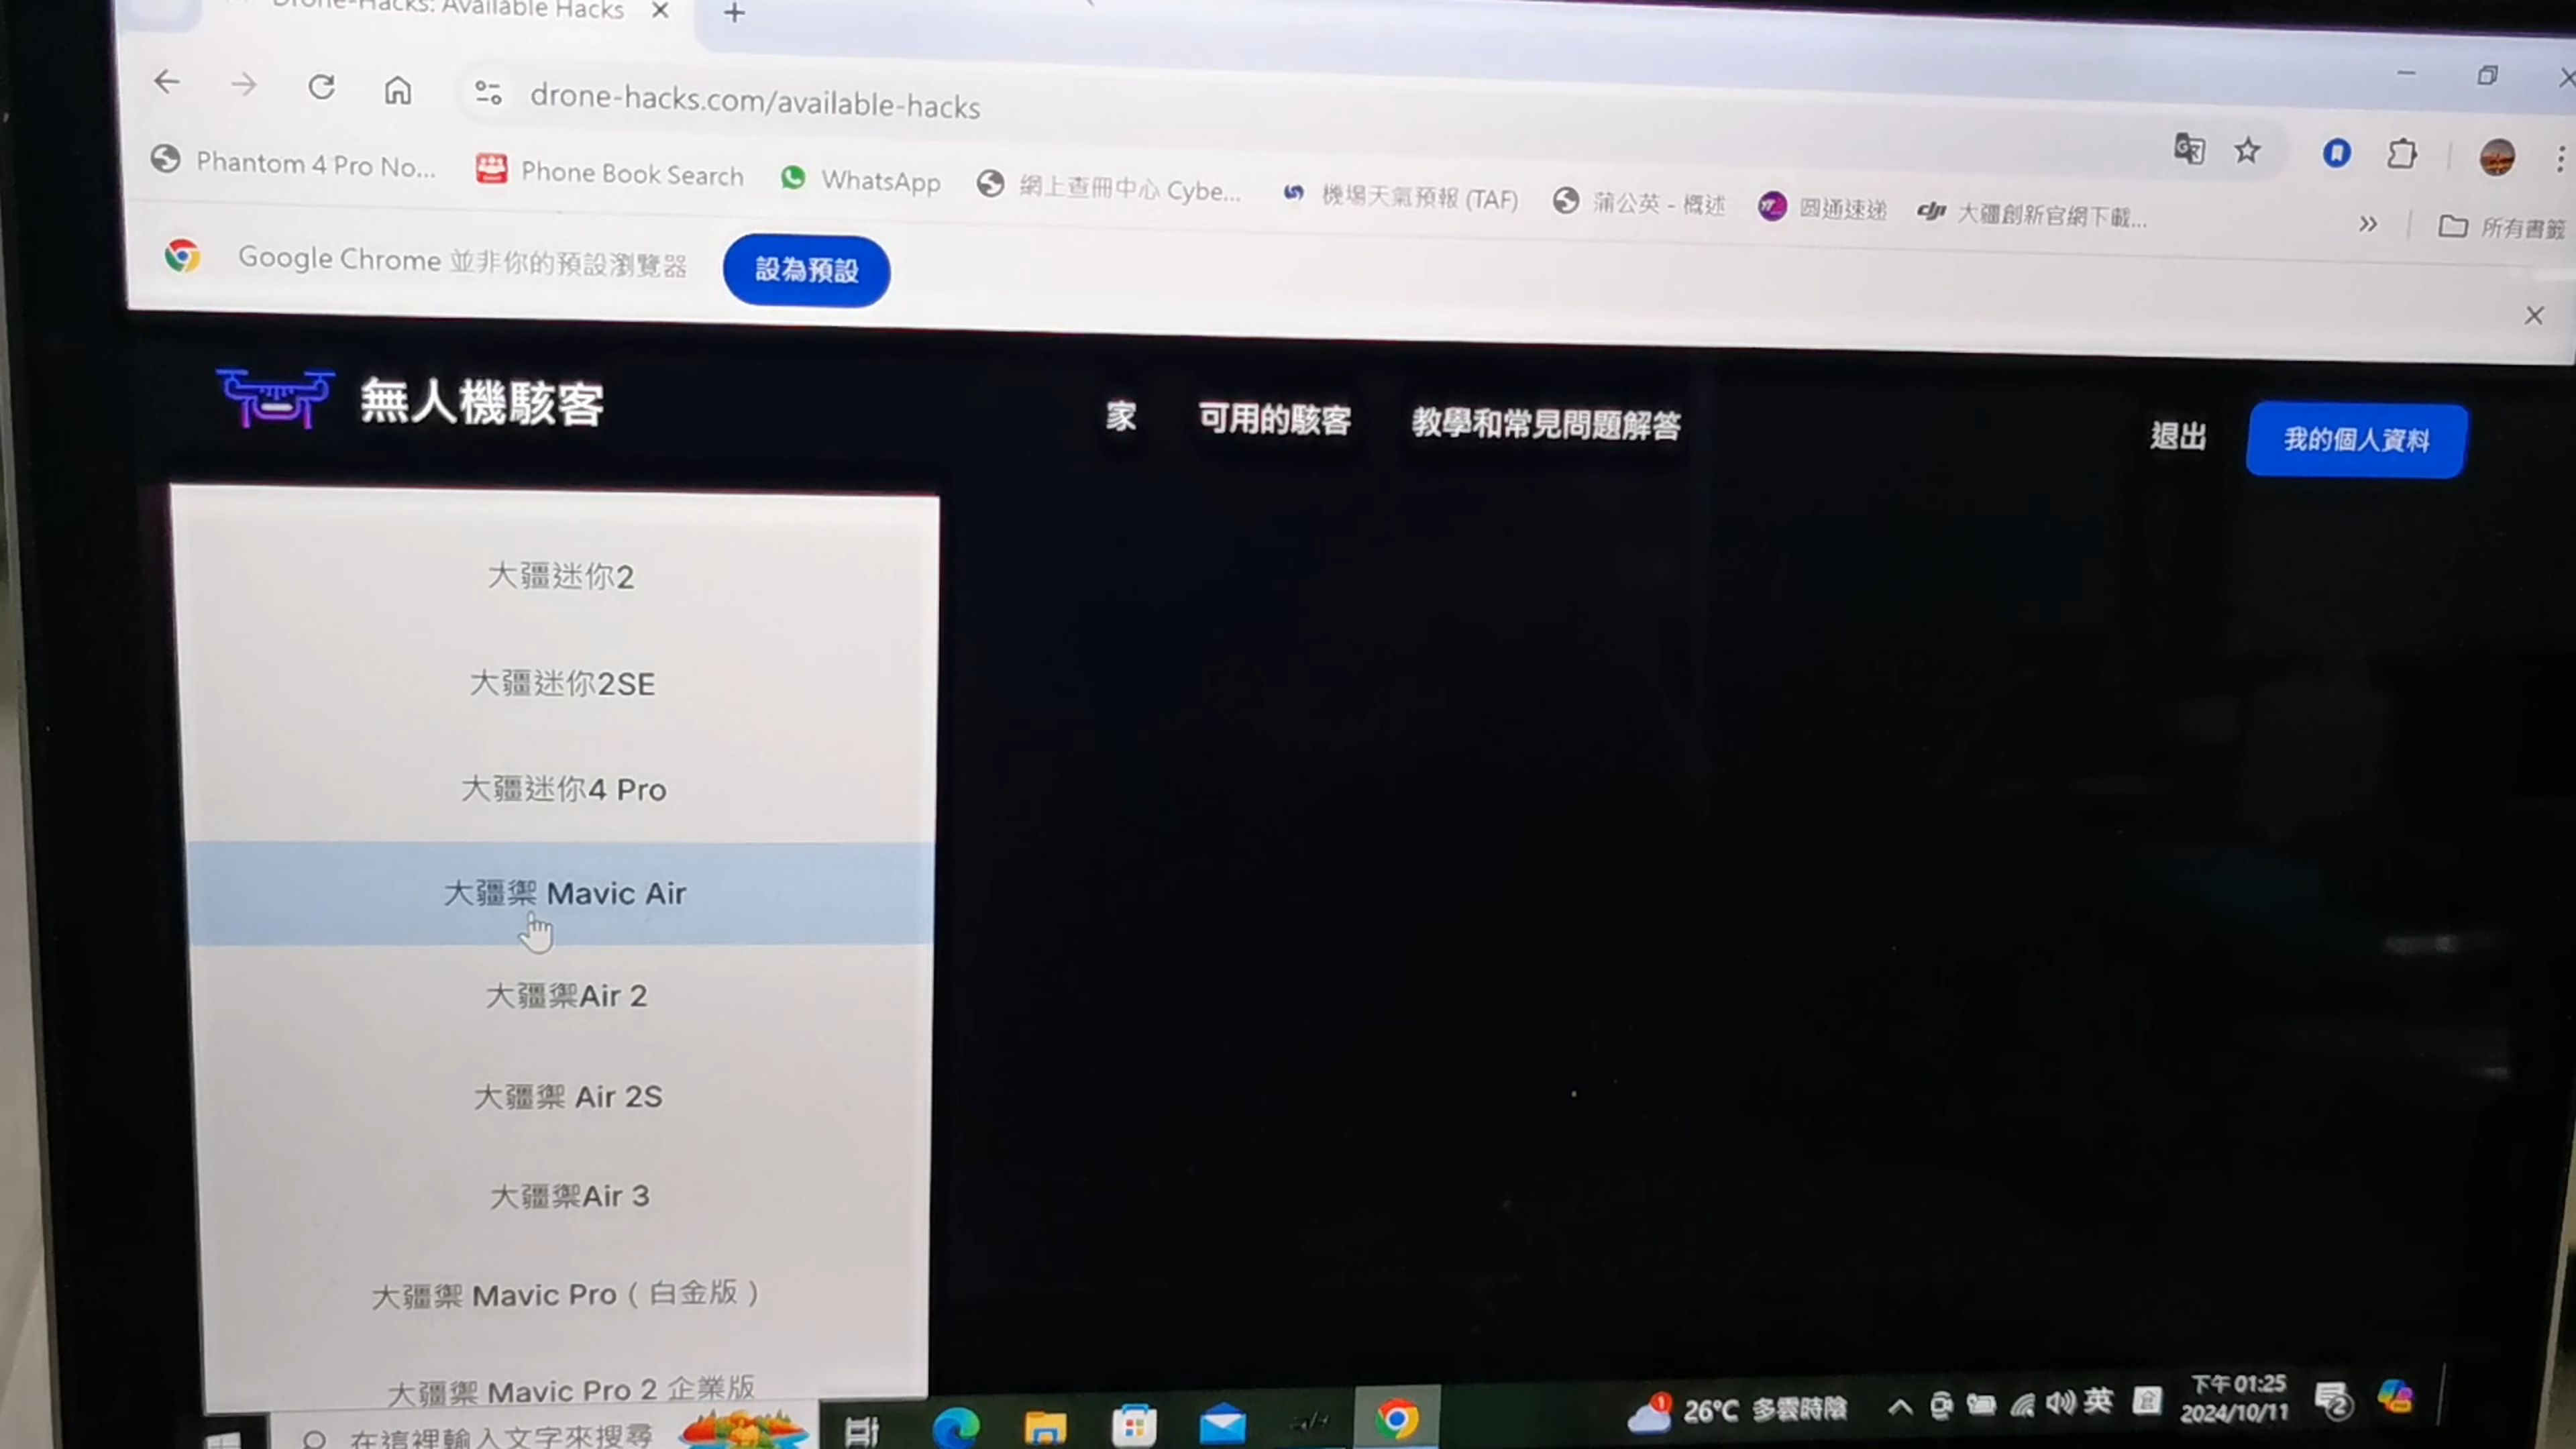 Drone-Hacks: Available Hacks
drone-hacks.com/available-hacks
Phantom 4 Pro No... Phone Book Search WhatsApp 網上查冊中心 Cybe... 機場天氣預報 (TAF) 蒲公英 - 概述 圆通速递 dji 大疆創新官網下載... 所有書籤
Google Chrome 並非你的預設瀏覽器 設為預設
無人機駭客 家 可用的駭客 教學和常見問題解答 退出 我的個人資料
大疆迷你2
大疆迷你2SE
大疆迷你4 Pro
大疆禦 Mavic Air
大疆禦Air 2
大疆禦 Air 2S
大疆禦Air 3
大疆禦 Mavic Pro（白金版）
大疆禦 Mavic Pro 2 企業版
在這裡輸入文字來搜尋 1 26°C 多雲時陰 英 下午 01:25 2
2024/10/11